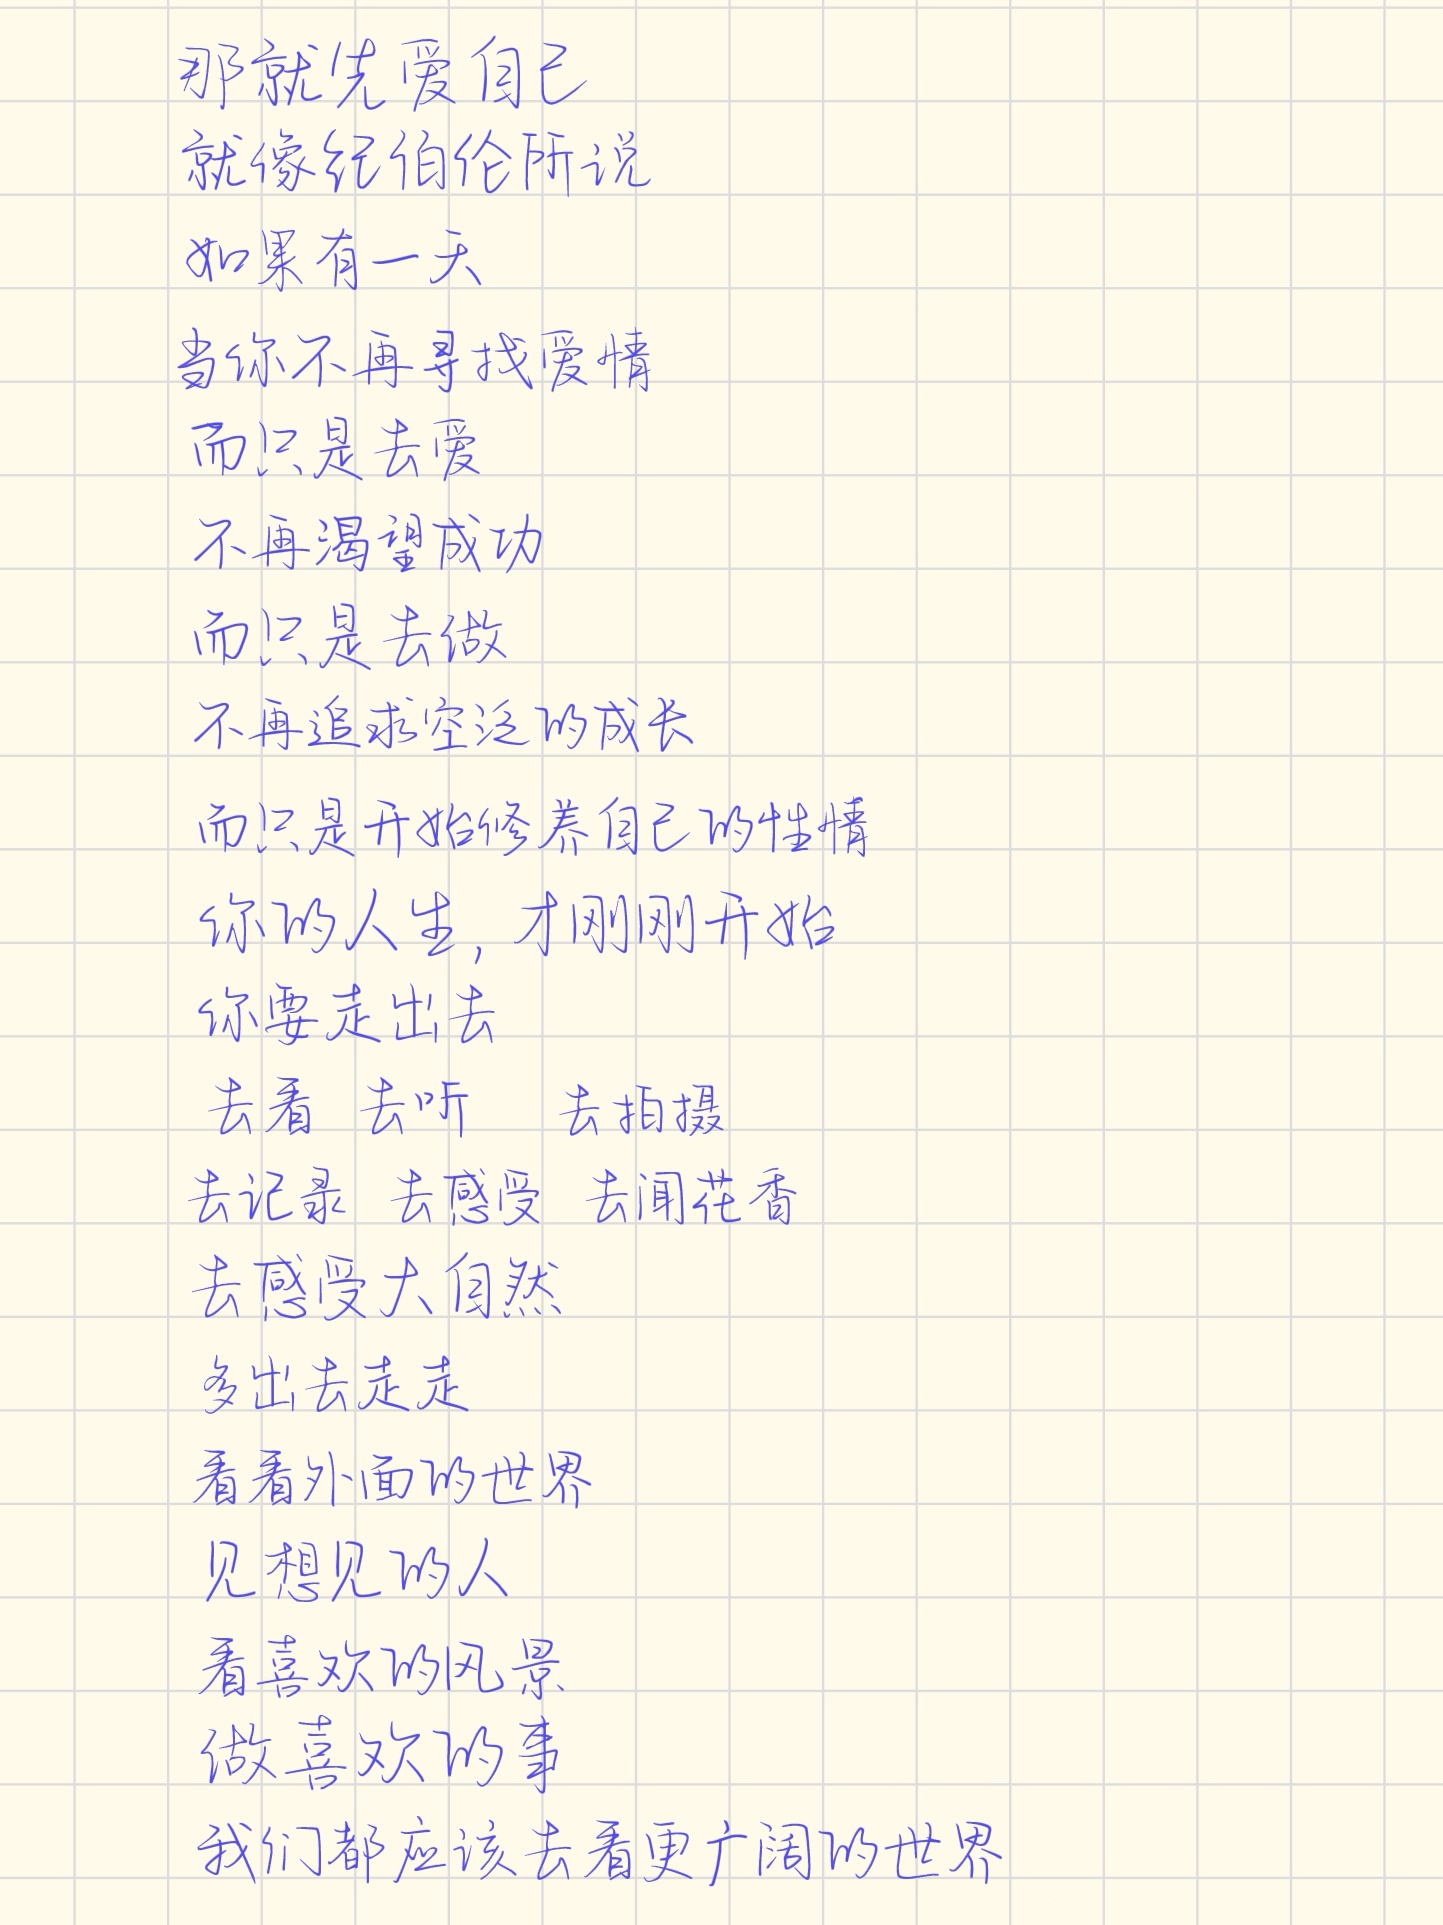 那就先爱自己
就像纪伯伦所说
如果有一天
当你不再寻找爱情
而只是去爱
不再渴望成功
而只是去做
不再追求空泛的成长
而只是开始修养自己的性情
你的人生,才刚刚开始
你要走出去
去看 去听 去拍摄
去记录 去感受 去闻花香
去感受大自然
多出去走走
看看外面的世界
见想见的人
看喜欢的风景
做喜欢的事
我们都应该去看更广阔的世界